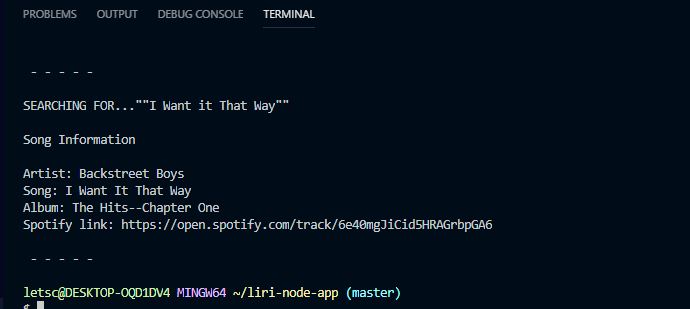 PROBLEMS OUTPUT DEBUG CONSOLE TERMINAL
- - - - -
SEARCHING FOR...""I Want it That Way""
Song Information
Artist: Backstreet Boys
Song: I Want It That Way
Album: The Hits--Chapter One
Spotify link: https://open.spotify.com/track/6e40mgJiCid5HRAGrbpGA6
- - - - -
letsc@DESKTOP-OQD1DV4 MINGW64 ~/liri-node-app (master)
$